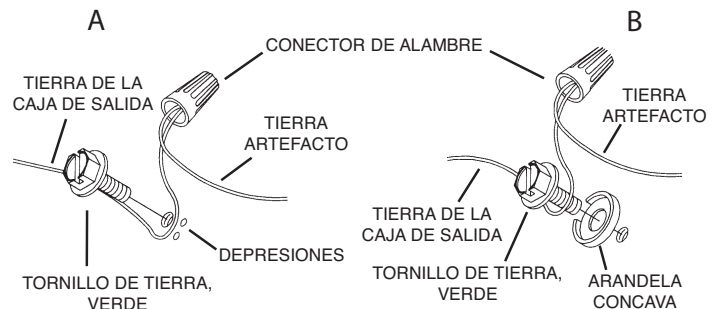 A
B
CONECTOR DE ALAMBRE
TIERRA DE LA
CAJA DE SALIDA
TIERRA
ARTEFACTO
DEPRESIONES
TORNILLO DE TIERRA,
VERDE
TIERRA
ARTEFACTO
TIERRA DE LA
CAJA DE SALIDA
TORNILLO DE TIERRA,
VERDE
ARANDELA
CONCAVA